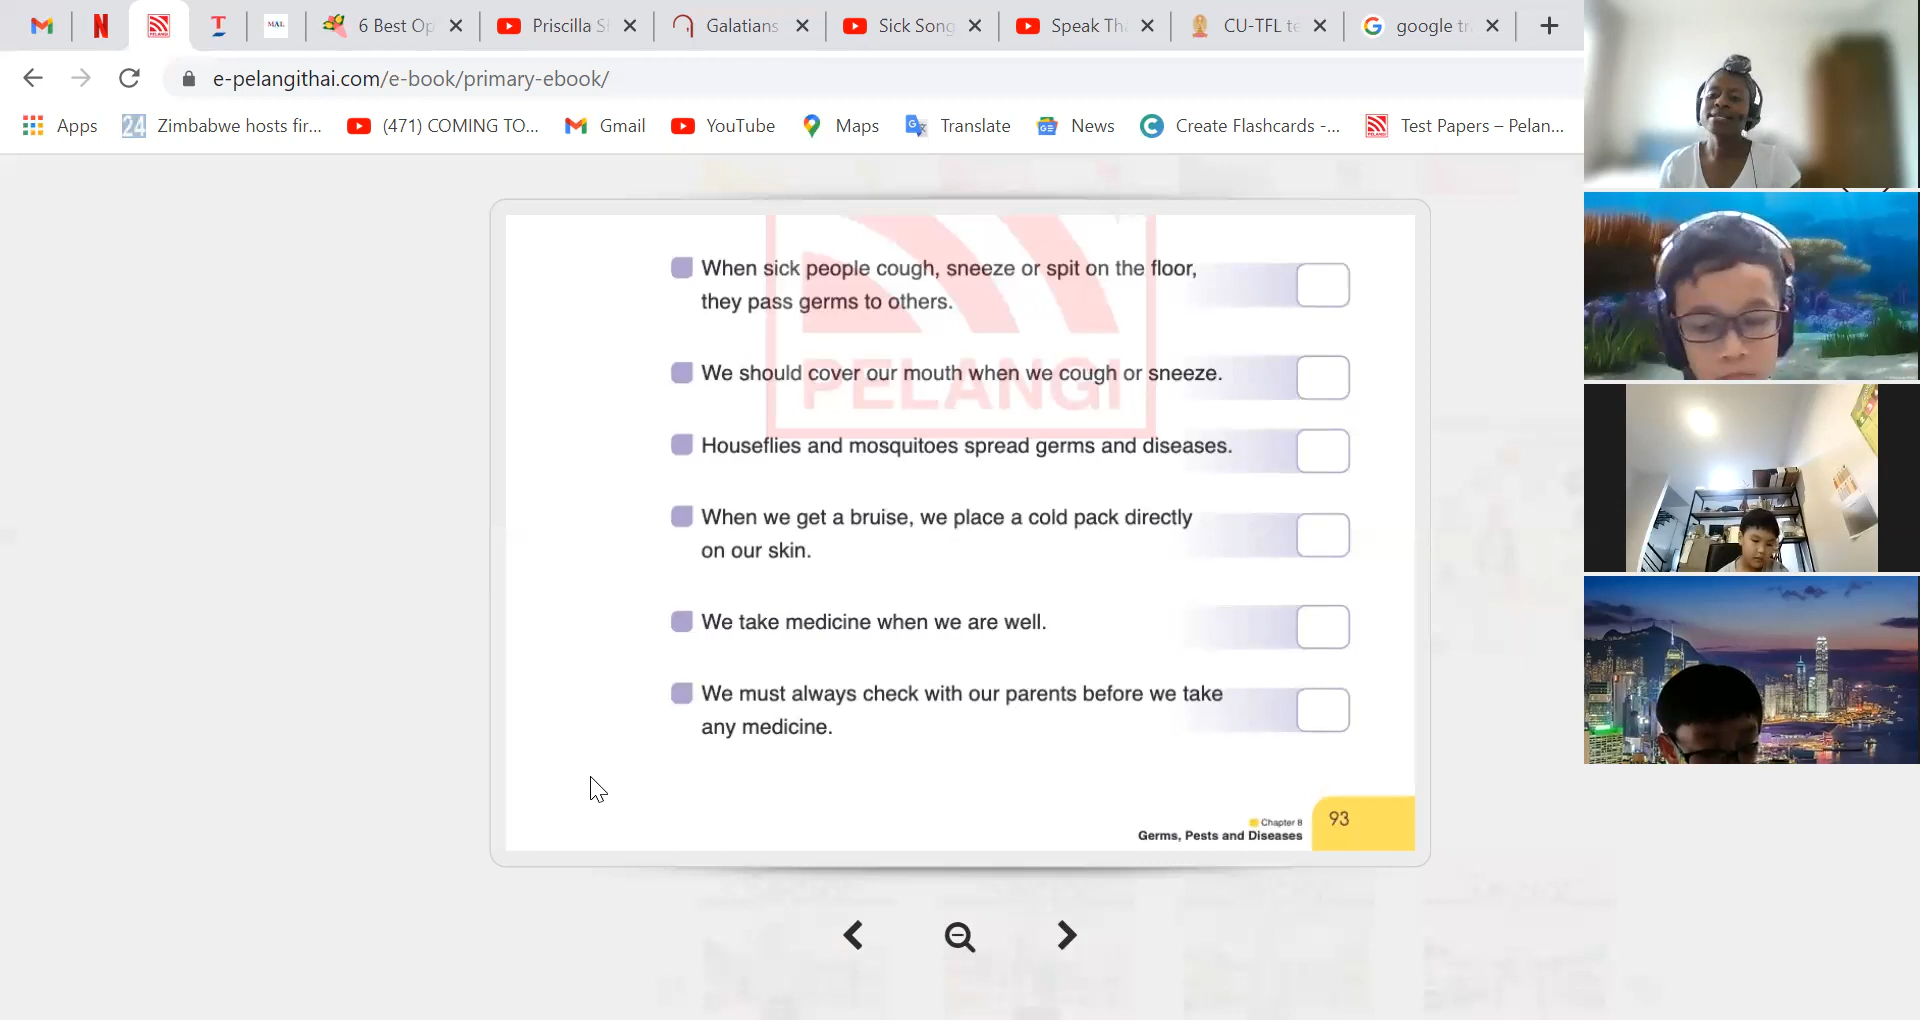 6 Best Op
Priscilla S
Galatians
Sick Song
Speak Th
CU-TFL te
google tr
MAL
e-pelangithai.com/e-book/primary-ebook/
Apps
24
Zimbabwe hosts fir...
(471) COMING TO...
Gmail
YouTube
Maps
Translate
News
Create Flashcards -...
Test Papers – Pelan...
When sick people cough, sneeze or spit on the floor,
they pass germs to others.
We should cover our mouth when we cough or sneeze.
PELANGI
Houseflies and mosquitoes spread germs and diseases.
When we get a bruise, we place a cold pack directly
on our skin.
We take medicine when we are well.
We must always check with our parents before we take
any medicine.
Chapter 8
Germs, Pests and Diseases
93